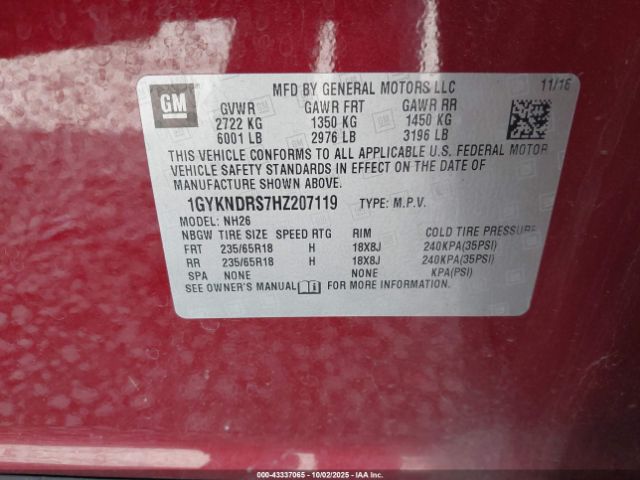 GM
MFD BY GENERAL MOTORS LLC 11/16
GVWR GAWR FRT GAWR RR
2722 KG 1350 KG 1450 KG
6001 LB 2976 LB 3196 LB
THIS VEHICLE CONFORMS TO ALL APPLICABLE U.S. FEDERAL MOTOR
VEHICLE SAFETY STANDARDS IN EFFECT ON THE DATE OF
MANUFACTURE SHOWN ABOVE.
1GYKNDRS7HZ207119 TYPE: M.P.V.
MODEL: NH26
NBGW TIRE SIZE SPEED RTG RIM COLD TIRE PRESSURE
FRT 235/65R18 H 18X8J 240KPA(35PSI)
RR 235/65R18 H 18X8J 240KPA(35PSI)
SPA NONE NONE KPA(PSI)
SEE OWNER'S MANUAL FOR MORE INFORMATION.
250 - 43337065 - 10/02/2025 - IAAI.COM